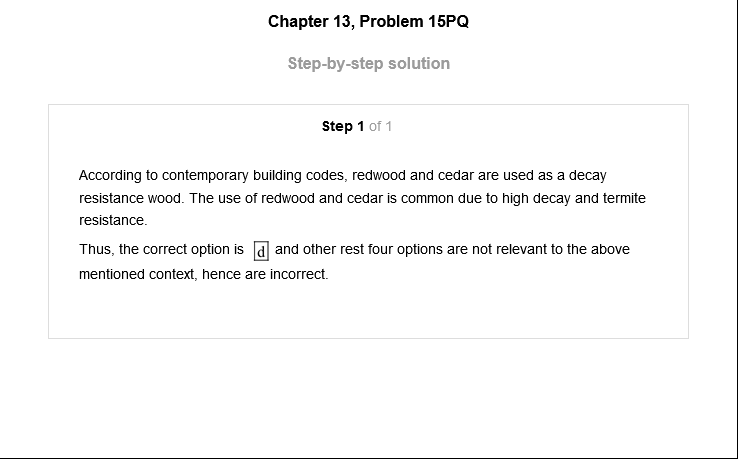 Chapter 13, Problem 15PQ
Step-by-step solution
Step 1 of 1
According to contemporary building codes, redwood and cedar are used as a decay
resistance wood. The use of redwood and cedar is common due to high decay and termite
resistance.
Thus, the correct option is d and other rest four options are not relevant to the above
mentioned context, hence are incorrect.